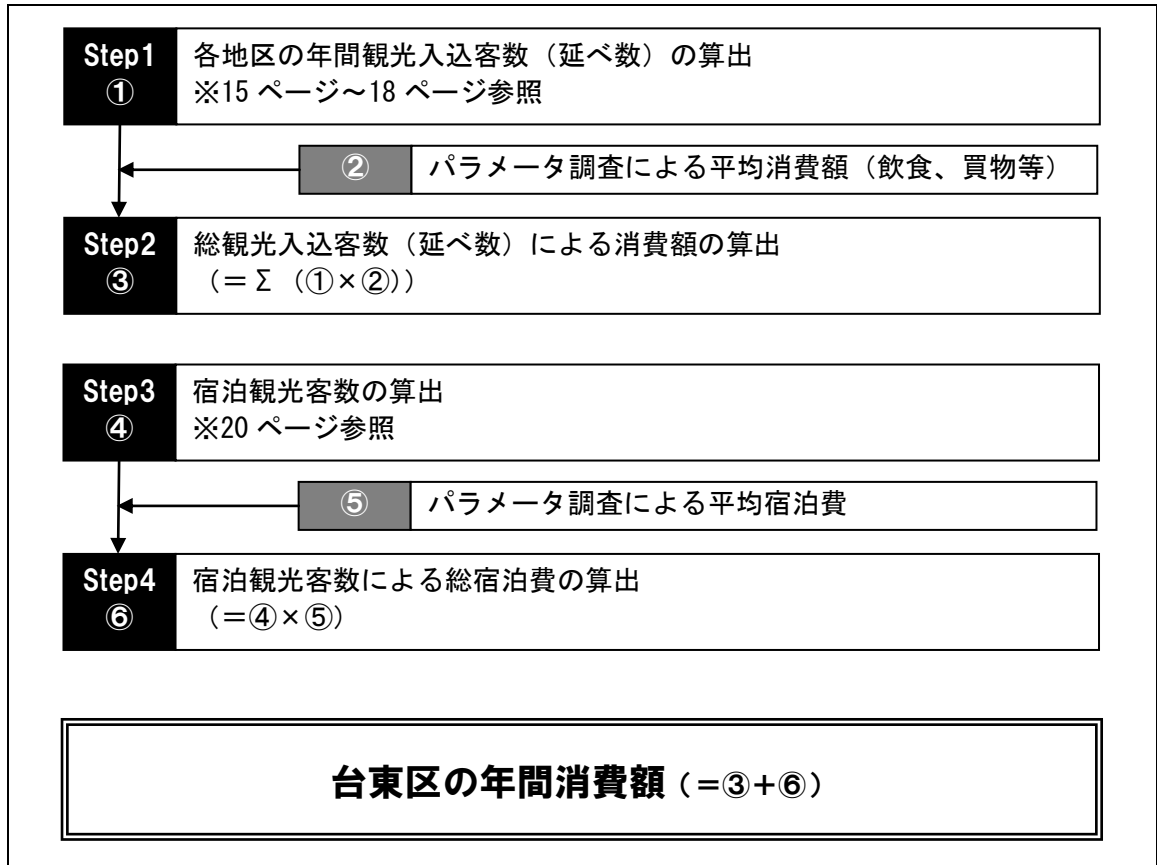 Step1
①
各地区の年間観光入込客数（延べ数）の算出
※15 ページ～18 ページ参照
② パラメータ調査による平均消費額（飲食、買物等）
Step2
③
総観光入込客数（延べ数）による消費額の算出
（＝Σ（①×②））
Step3
④
宿泊観光客数の算出
※20 ページ参照
⑤ パラメータ調査による平均宿泊費
Step4
⑥
宿泊観光客数による総宿泊費の算出
（＝④×⑤）
台東区の年間消費額（＝③＋⑥）